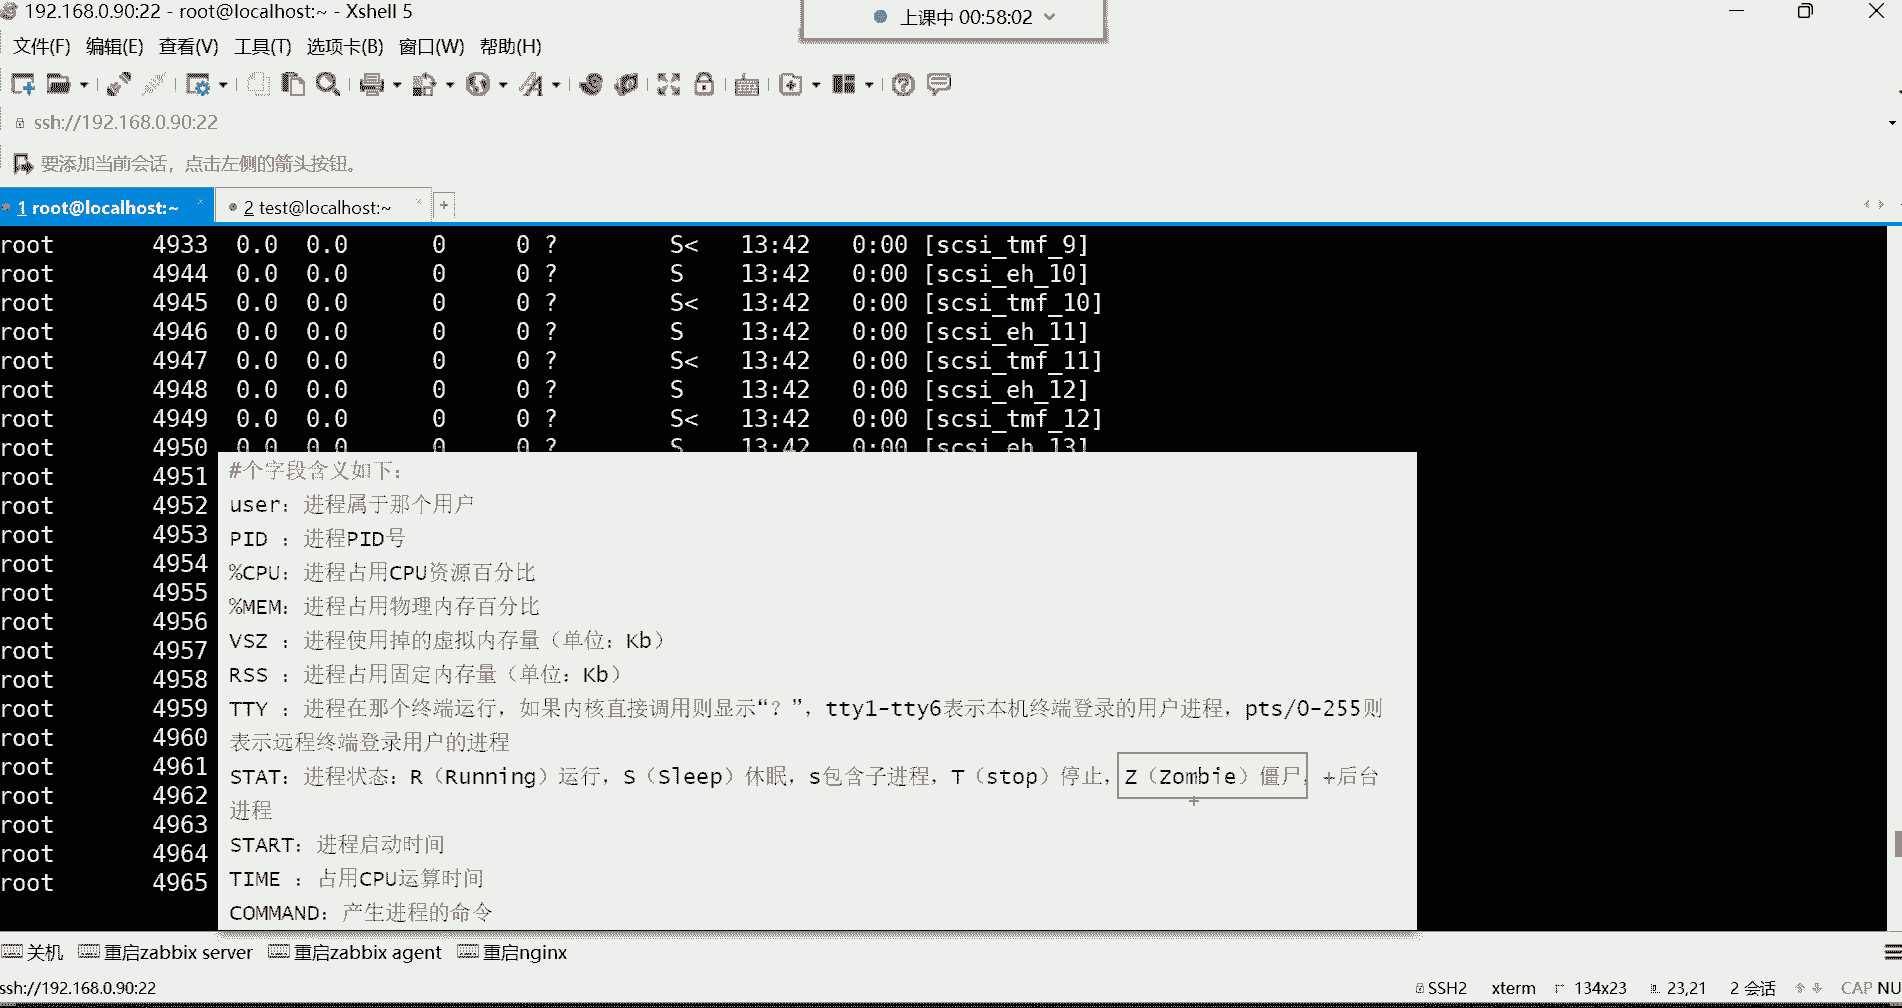 192.168.0.90:22 - root@localhost:~ - Xshell 5
上课中 00:58:02
文件(F) 编辑(E) 查看(V) 工具(T) 选项卡(B) 窗口(W) 帮助(H)
ssh://192.168.0.90:22
要添加当前会话，点击左侧的箭头按钮。
1 root@localhost:~ 2 test@localhost:~
root 4933 0.0 0.0 0 0 ? S< 13:42 0:00 [scsi_tmf_9]
root 4944 0.0 0.0 0 0 ? S 13:42 0:00 [scsi_eh_10]
root 4945 0.0 0.0 0 0 ? S< 13:42 0:00 [scsi_tmf_10]
root 4946 0.0 0.0 0 0 ? S 13:42 0:00 [scsi_eh_11]
root 4947 0.0 0.0 0 0 ? S< 13:42 0:00 [scsi_tmf_11]
root 4948 0.0 0.0 0 0 ? S 13:42 0:00 [scsi_eh_12]
root 4949 0.0 0.0 0 0 ? S< 13:42 0:00 [scsi_tmf_12]
root 4950 0.0 0.0 0 0 ? S 13:42 0:00 [scsi_eh_13]
root 4951
root 4952
root 4953
root 4954
root 4955
root 4956
root 4957
root 4958
root 4959
root 4960
root 4961
root 4962
root 4963
root 4964
root 4965
#个字段含义如下：
user：进程属于那个用户
PID ：进程PID号
%CPU：进程占用CPU资源百分比
%MEM：进程占用物理内存百分比
VSZ ：进程使用掉的虚拟内存量（单位：Kb）
RSS ：进程占用固定内存量（单位：Kb）
TTY ：进程在那个终端运行，如果内核直接调用则显示“？”，tty1-tty6表示本机终端登录的用户进程，pts/0-255则
表示远程终端登录用户的进程
STAT：进程状态：R（Running）运行，S（Sleep）休眠，s包含子进程，T（stop）停止，Z（Zombie）僵尸，+后台
进程
START：进程启动时间
TIME ：占用CPU运算时间
COMMAND：产生进程的命令
关机 重启zabbix server 重启zabbix agent 重启nginx
ssh://192.168.0.90:22 SSH2 xterm 134x23 23,21 2 会话 CAP NU